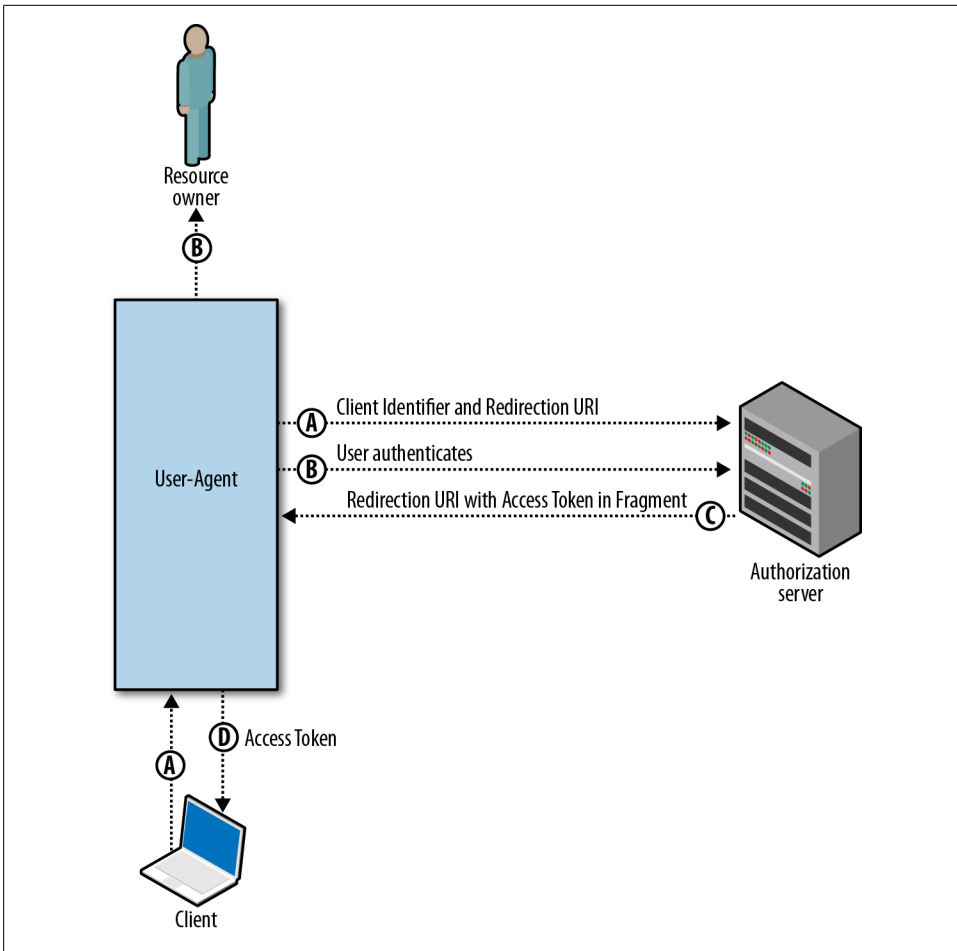 Resource
owner
B
A
Client Identifier and Redirection URI
B
User authenticates
Redirection URI with Access Token in Fragment
C
User-Agent
Authorization
server
D
Access Token
A
Client